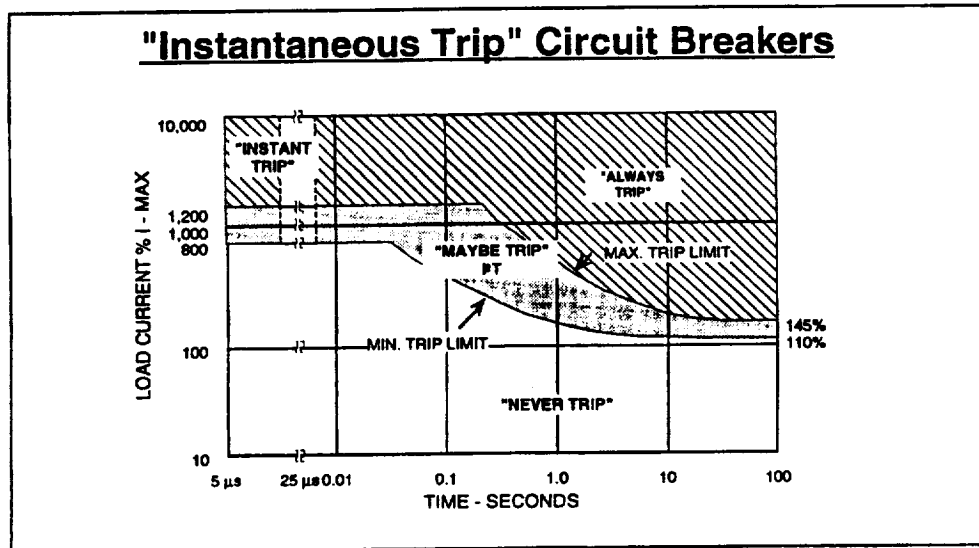 "Instantaneous Trip" Circuit Breakers
10,000
"INSTANT
TRIP"
"ALWAYS
TRIP"
1,200
1,000
800
"MAYBE TRIP"
I²T
MAX. TRIP LIMIT
MIN. TRIP LIMIT
145%
110%
100
"NEVER TRIP"
10
LOAD CURRENT % I - MAX
5 µs
25 µs
0.01
0.1
1.0
10
100
TIME - SECONDS